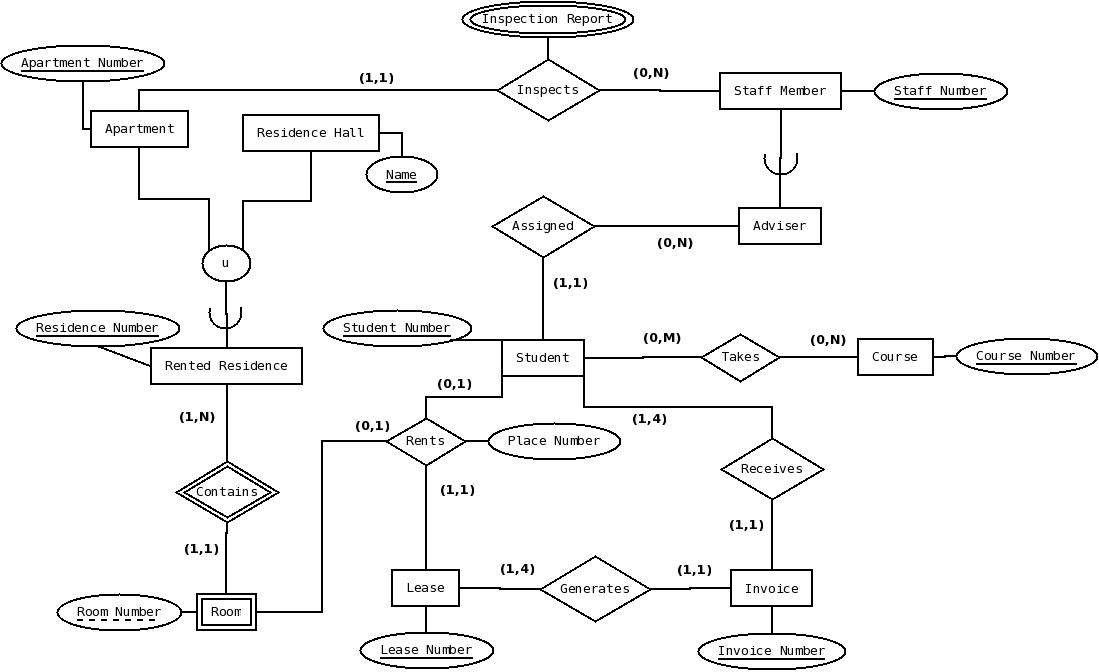 Inspection Report
Apartment Number
(1,1)
(0,N)
Inspects
Staff Member
Staff Number
Apartment
Residence Hall
Name
Assigned
Adviser
(0,N)
u
(1,1)
Residence Number
Student Number
(0,M)
(0,N)
Rented Residence
Student
Takes
Course
Course Number
(0,1)
(1,N)
(0,1)
(1,4)
Rents
Place Number
Receives
Contains
(1,1)
(1,1)
(1,1)
(1,4)
(1,1)
Lease
Generates
Invoice
Room Number
Room
Lease Number
Invoice Number